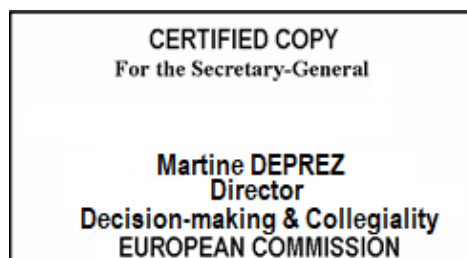 CERTIFIED COPY
For the Secretary-General
Martine DEPREZ
Director
Decision-making & Collegiality
EUROPEAN COMMISSION